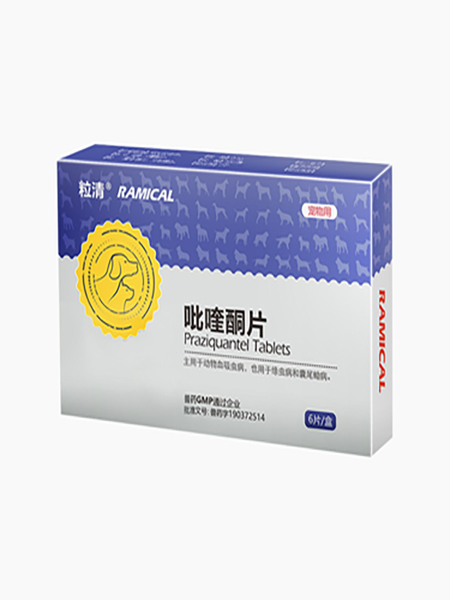 粒清® RAMICAL
宠物用
吡喹酮片
Praziquantel Tablets
主用于动物血吸虫病，也用于绦虫病和囊尾蚴病。
兽药GMP通过企业
批准文号: 兽药字190372514
6片/盒
RAMICAL